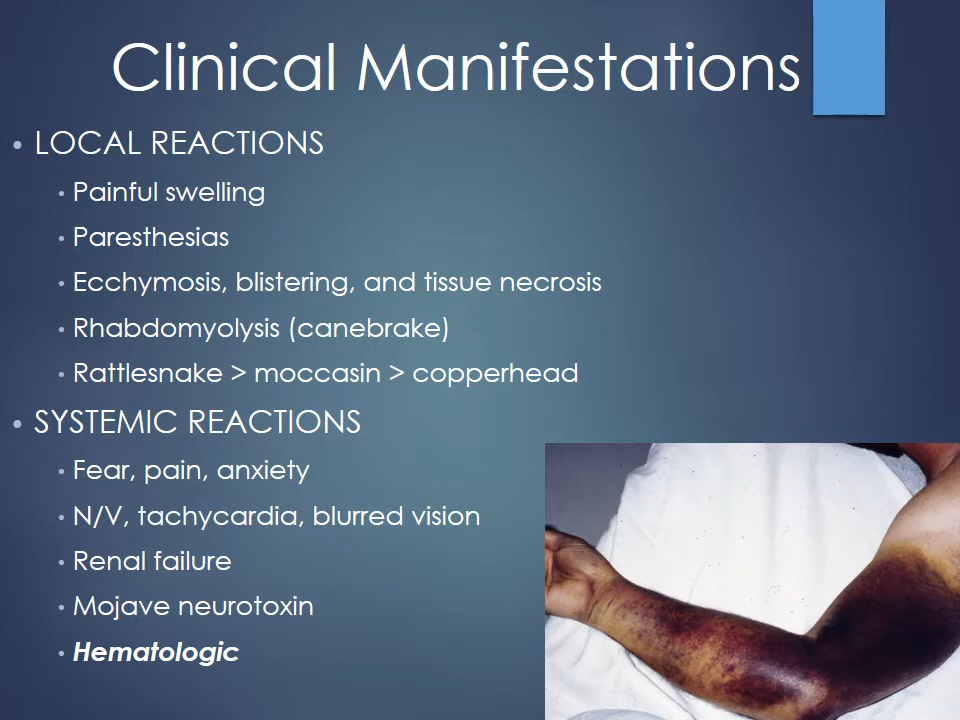 Clinical Manifestations
• LOCAL REACTIONS
• Painful swelling
• Paresthesias
• Ecchymosis, blistering, and tissue necrosis
• Rhabdomyolysis (canebrake)
• Rattlesnake > moccasin > copperhead
• SYSTEMIC REACTIONS
• Fear, pain, anxiety
• N/V, tachycardia, blurred vision
• Renal failure
• Mojave neurotoxin
• Hematologic